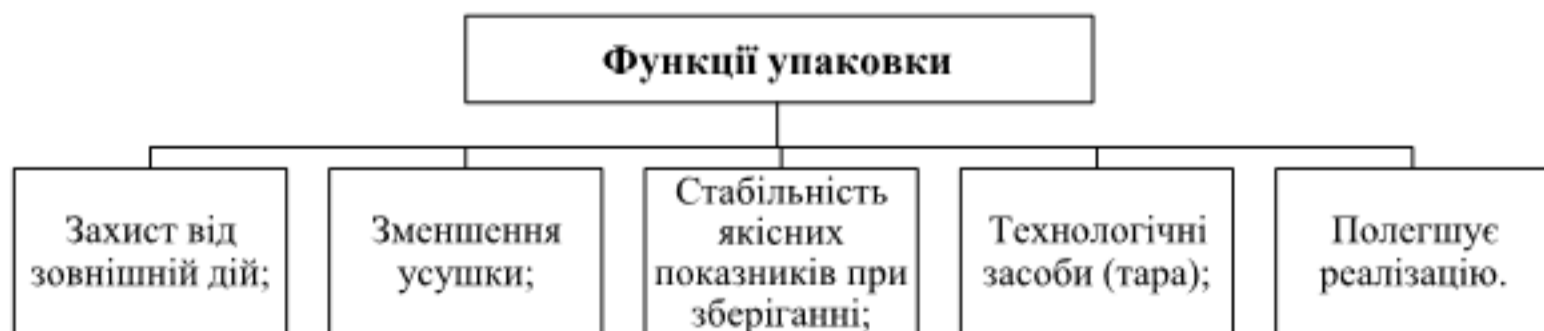 Функції упаковки
Захист від
зовнішній дій;
Зменшення
усушки;
Стабільність
якісних
показників при
зберіганні;
Технологічні
засоби (тара);
Полегшує
реалізацію.